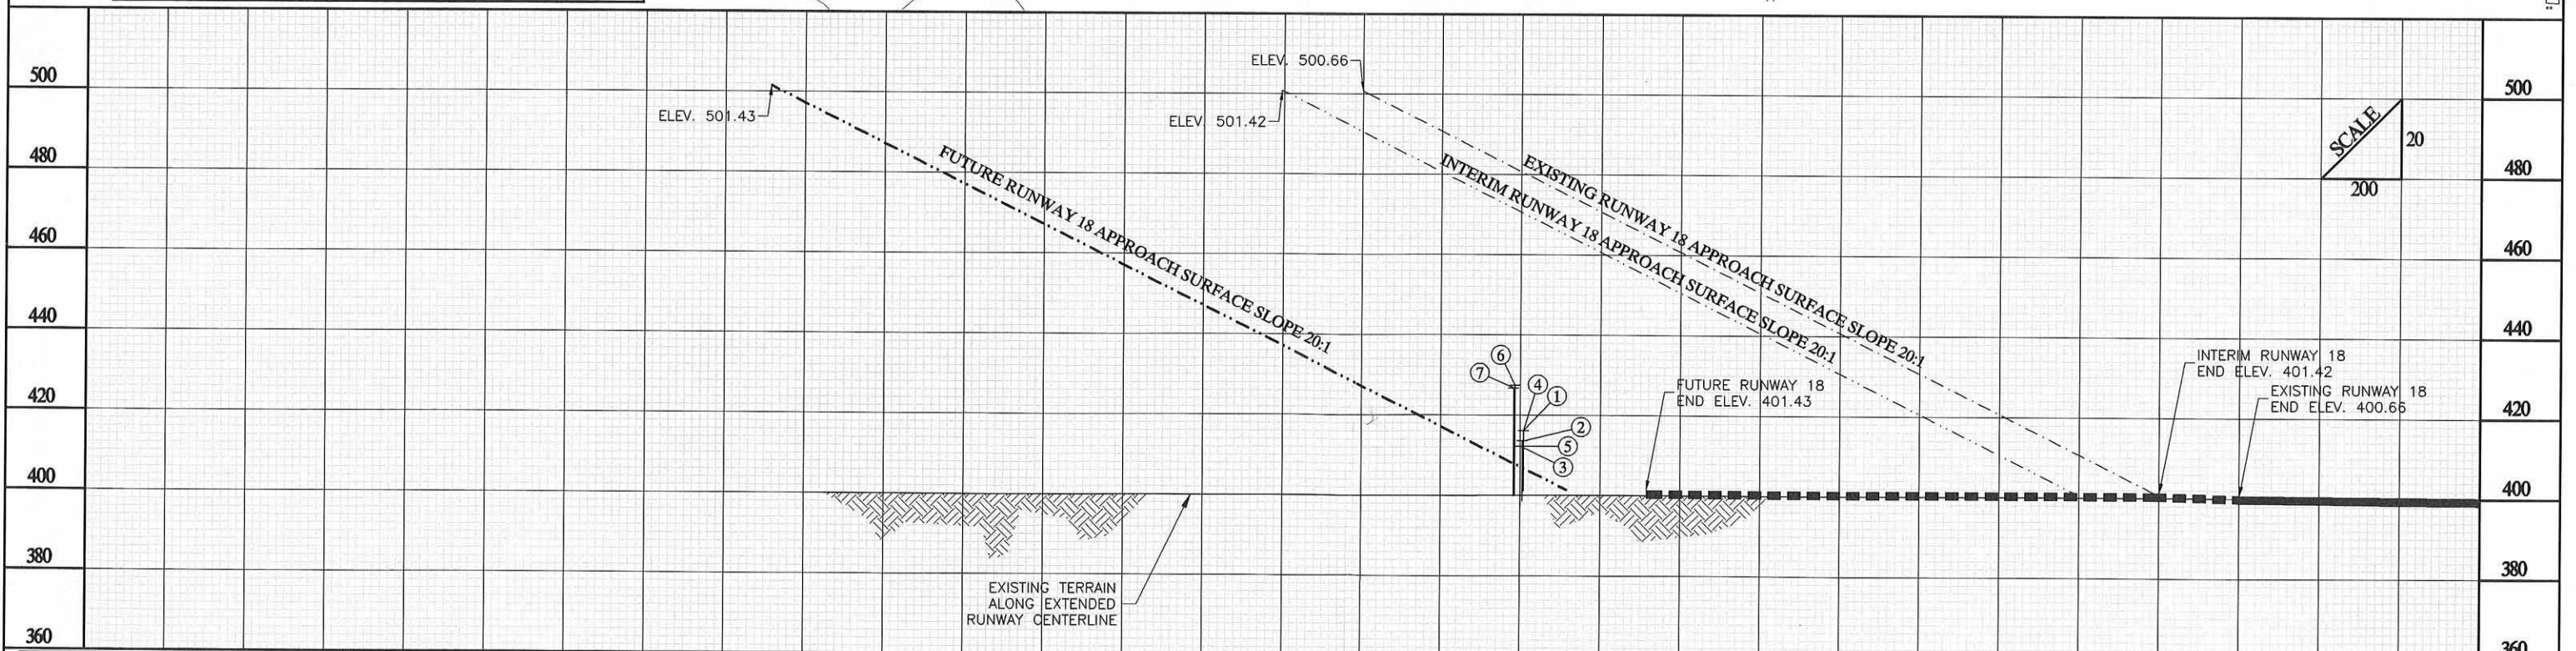 ELEV. 500.66
500
500
ELEV. 501.43
ELEV. 501.42
SCALE
20
200
480
480
FUTURE RUNWAY 18 APPROACH SURFACE SLOPE 20:1
INTERIM RUNWAY 18 APPROACH SURFACE SLOPE 20:1
EXISTING RUNWAY 18 APPROACH SURFACE SLOPE 20:1
460
460
440
440
6
7
4
1
2
5
3
FUTURE RUNWAY 18
END ELEV. 401.43
INTERIM RUNWAY 18
END ELEV. 401.42
EXISTING RUNWAY 18
END ELEV. 400.66
420
420
400
400
380
380
EXISTING TERRAIN
ALONG EXTENDED
RUNWAY CENTERLINE
360
360